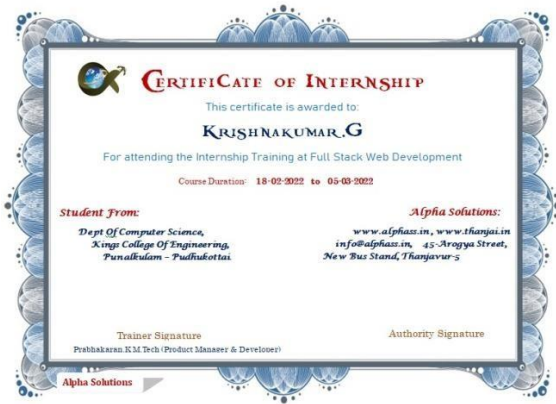 CERTIFICATE OF INTERNSHIP
This certificate is awarded to:
KRISHNAKUMAR.G
For attending the Internship Training at Full Stack Web Development
Course Duration: 18-02-2022 to 05-03-2022
Student From:
Dept Of Computer Science,
Kings College Of Engineering,
Punalkulam – Pudhukottai
Alpha Solutions:
www.alphass.in, www.thanjai.in
info@alphass.in, 45-Arogya Street,
New Bus Stand, Thanjavur-5
Trainer Signature
Prabhakaran.K M.Tech (Product Manager & Developer)
Authority Signature
Alpha Solutions